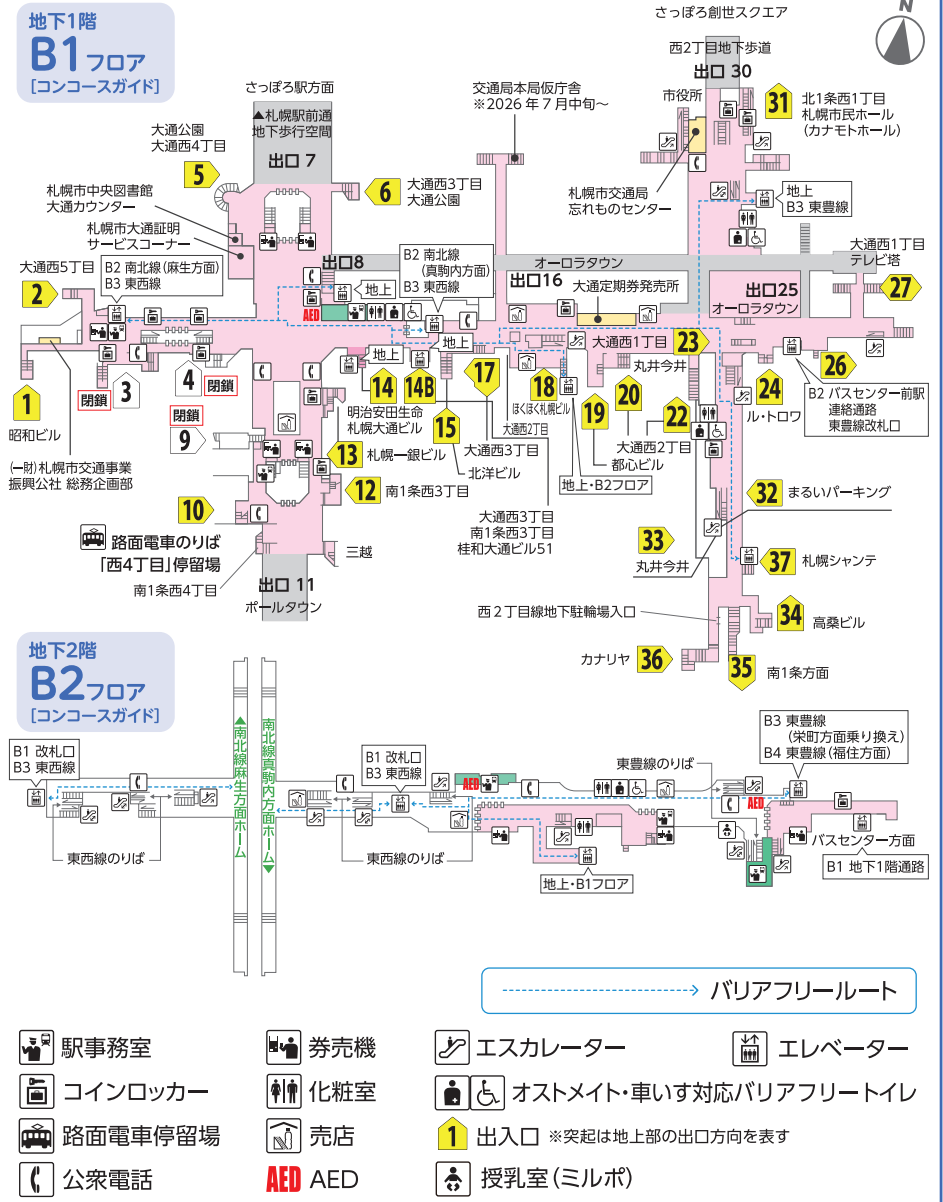 地下1階
B1フロア
[コンコースガイド]
さっぽろ創世スクエア
N
西2丁目地下歩道
出口 30
さっぽろ駅方面
▲札幌駅前通
地下歩行空間
出口 7
交通局本局仮庁舎
※2026年7月中旬~
市役所
31
北1条西1丁目
札幌市民ホール
(カナモトホール)
大通公園
大通西4丁目
5
6
大通西3丁目
大通公園
札幌市中央図書館
大通カウンター
札幌市大通証明
サービスコーナー
札幌市交通局
忘れものセンター
地上
B3 東豊線
大通西5丁目
2
B2 南北線(麻生方面)
B3 東西線
出口8
地上
AED
B2 南北線
(真駒内方面)
B3 東西線
出口16
オーロラタウン
大通定期券発売所
出口25
オーロラタウン
大通西1丁目
テレビ塔
27
1
昭和ビル
3
閉鎖
4
閉鎖
閉鎖
9
地上
地上
14
14B
明治安田生命
札幌大通ビル
15
17
18
ほくほく札幌ビル
大通西2丁目
大通西1丁目
23
丸井今井
19
20
22
24
ル・トロワ
26
B2 バスセンター前駅
連絡通路
東豊線改札口
(一財)札幌市交通事業
振興公社 総務企画部
13
札幌一銀ビル
大通西3丁目
北洋ビル
大通西2丁目
都心ビル
地上・B2フロア
10
12
南1条西3丁目
大通西3丁目
南1条西3丁目
桂和大通ビル51
32
まるいパーキング
路面電車のりば
「西4丁目」停留場
三越
33
丸井今井
37
札幌シャンテ
南1条西4丁目
出口 11
ポールタウン
西2丁目線地下駐輪場入口
34
高桑ビル
カナリヤ
36
35
南1条方面
地下2階
B2フロア
[コンコースガイド]
B1 改札口
B3 東西線
▲南北線麻生方面ホーム
南北線真駒内方面ホーム▼
B1 改札口
B3 東西線
AED
東豊線のりば
B3 東豊線
(栄町方面乗り換え)
B4 東豊線(福住方面)
AED
東西線のりば
東西線のりば
地上・B1フロア
バスセンター方面
B1 地下1階通路
バリアフリールート
駅事務室
券売機
エスカレーター
エレベーター
コインロッカー
化粧室
オストメイト・車いす対応バリアフリートイレ
路面電車停留場
売店
1
出入口 ※突起は地上部の出口方向を表す
公衆電話
AED AED
授乳室(ミルポ)